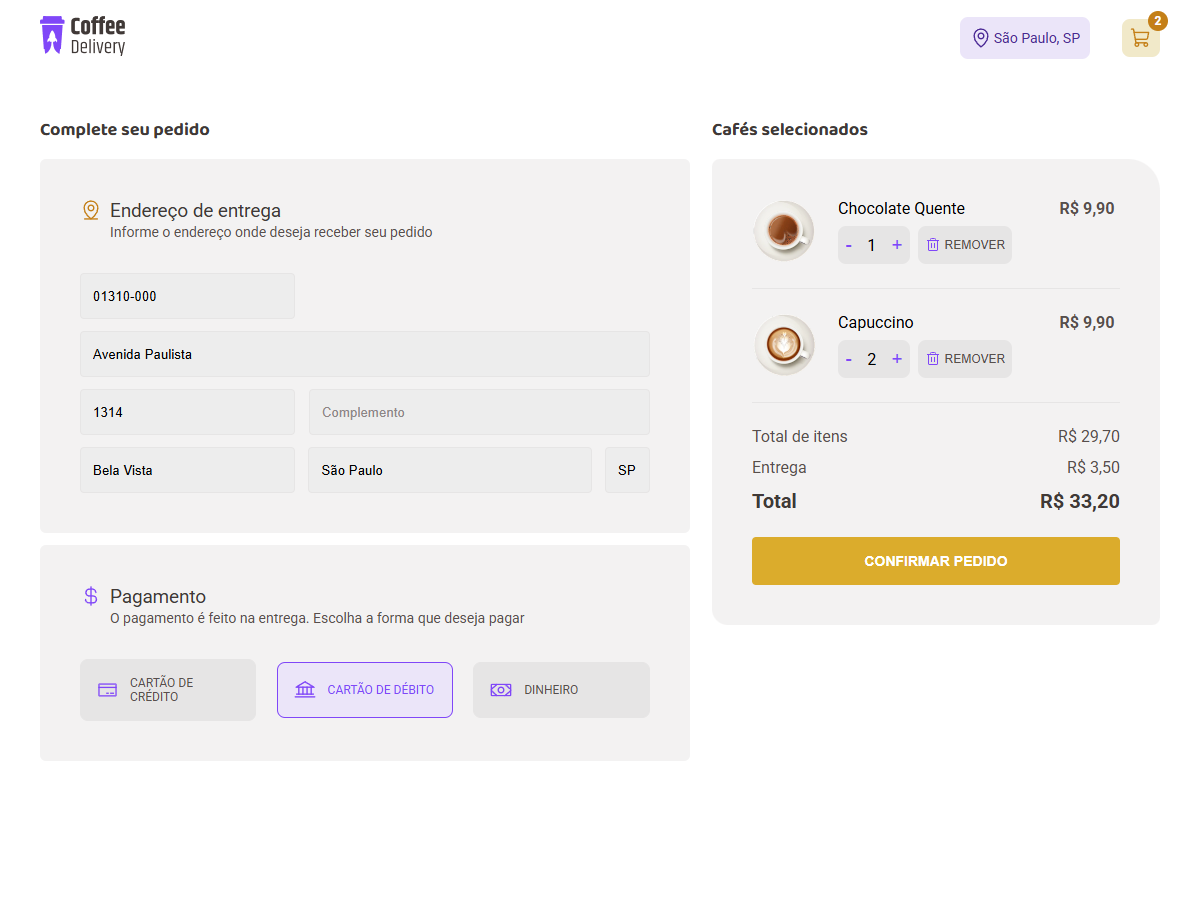 Coffee
Delivery
São Paulo, SP
2
Complete seu pedido
Endereço de entrega
Informe o endereço onde deseja receber seu pedido
01310-000
Avenida Paulista
1314
Complemento
Bela Vista
São Paulo
SP
Pagamento
O pagamento é feito na entrega. Escolha a forma que deseja pagar
CARTÃO DE
CRÉDITO
CARTÃO DE DÉBITO
DINHEIRO
Cafés selecionados
Chocolate Quente
R$ 9,90
- 1 +
REMOVER
Capuccino
R$ 9,90
- 2 +
REMOVER
Total de itens
R$ 29,70
Entrega
R$ 3,50
Total
R$ 33,20
CONFIRMAR PEDIDO